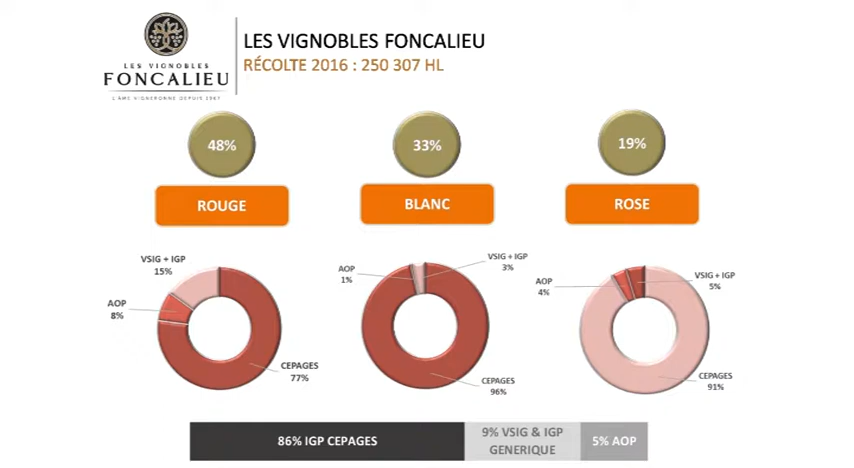 LES VIGNOBLES
FONCALIEU
L'AME VIGNERONNE DEPUIS 1967
LES VIGNOBLES FONCALIEU
RÉCOLTE 2016 : 250 307 HL
48%
33%
19%
ROUGE
BLANC
ROSE
VSIG + IGP
15%
AOP
8%
CEPAGES
77%
AOP
1%
VSIG + IGP
3%
CEPAGES
96%
AOP
4%
VSIG + IGP
5%
CEPAGES
91%
86% IGP CEPAGES
9% VSIG & IGP
GENERIQUE
5% AOP